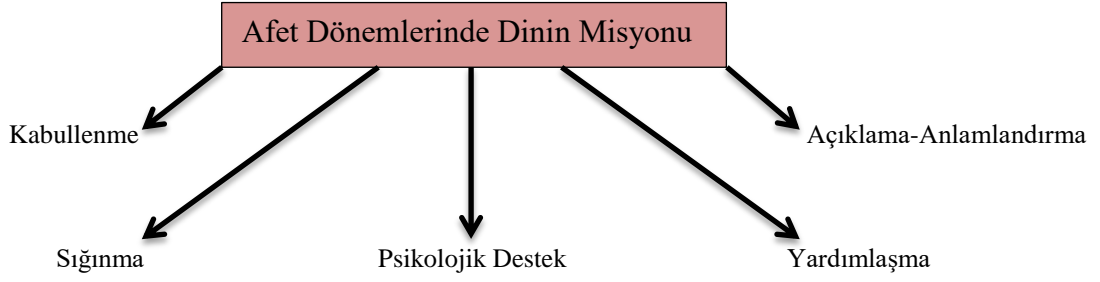 Afet Dönemlerinde Dinin Misyonu
Kabullenme
Açıklama-Anlamlandırma
Sığınma
Psikolojik Destek
Yardımlaşma